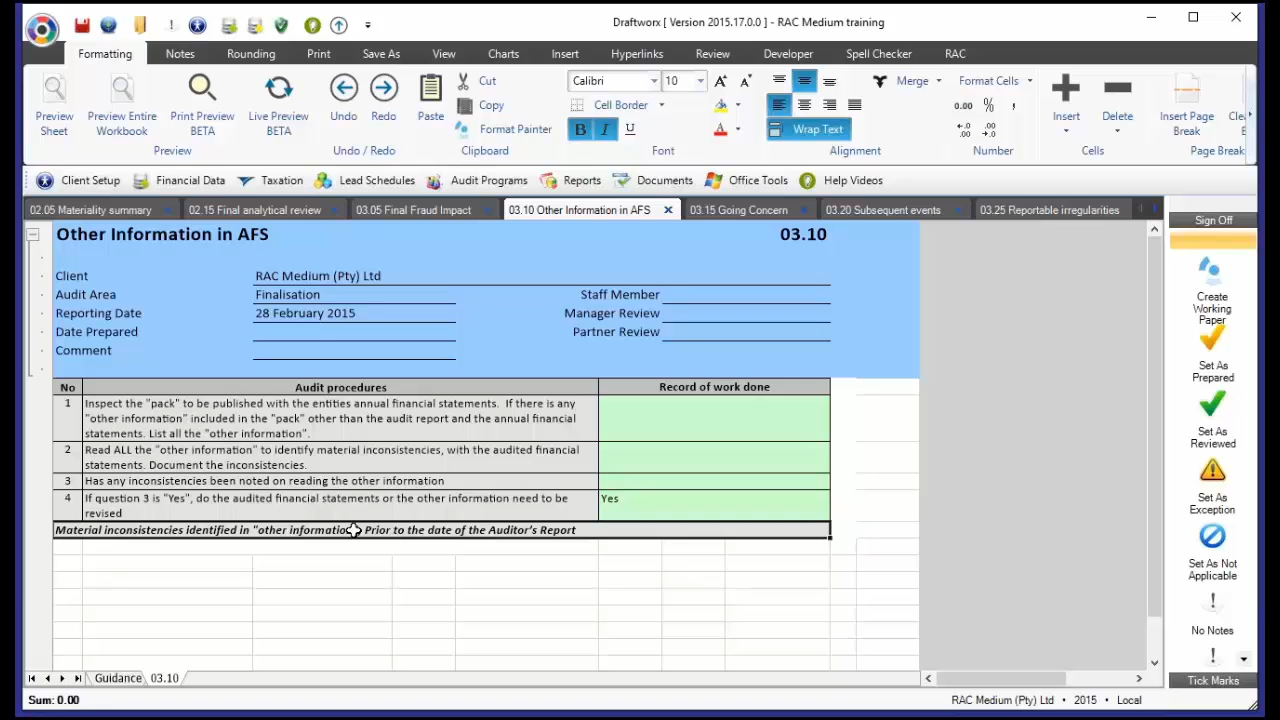 Draftworx [ Version 2015.17.0.0 ] - RAC Medium training
Formatting Notes Rounding Print Save As View Charts Insert Hyperlinks Review Developer Spell Checker RAC
Preview Sheet
Preview Entire Workbook
Print Preview BETA
Live Preview BETA
Preview
Undo
Redo
Undo / Redo
Paste
Cut
Copy
Format Painter
Clipboard
Calibri 10
Cell Border
B I U
Font
Merge
Wrap Text
Alignment
Format Cells
0.00 % ,
Number
Insert
Delete
Cells
Insert Page Break
Page Break
Client Setup Financial Data Taxation Lead Schedules Audit Programs Reports Documents Office Tools Help Videos
02.05 Materiality summary 02.15 Final analytical review 03.05 Final Fraud Impact 03.10 Other Information in AFS 03.15 Going Concern 03.20 Subsequent events 03.25 Reportable irregularities
Other Information in AFS 03.10
Client RAC Medium (Pty) Ltd
Audit Area Finalisation Staff Member
Reporting Date 28 February 2015 Manager Review
Date Prepared Partner Review
Comment
No Audit procedures Record of work done
1 Inspect the "pack" to be published with the entities annual financial statements. If there is any
"other information" included in the "pack" other than the audit report and the annual financial
statements. List all the "other information".
2 Read ALL the "other information" to identify material inconsistencies, with the audited financial
statements. Document the inconsistencies.
3 Has any inconsistencies been noted on reading the other information
4 If question 3 is "Yes", do the audited financial statements or the other information need to be Yes
revised
Material inconsistencies identified in "other information Prior to the date of the Auditor's Report
Sign Off
Create Working Paper
Set As Prepared
Set As Reviewed
Set As Exception
Set As Not Applicable
No Notes
Tick Marks
Guidance 03.10
Sum: 0.00 RAC Medium (Pty) Ltd • 2015 • Local